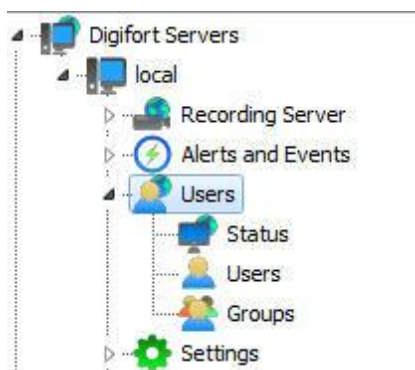 Digifort Servers
local
Recording Server
Alerts and Events
Users
Status
Users
Groups
Settings